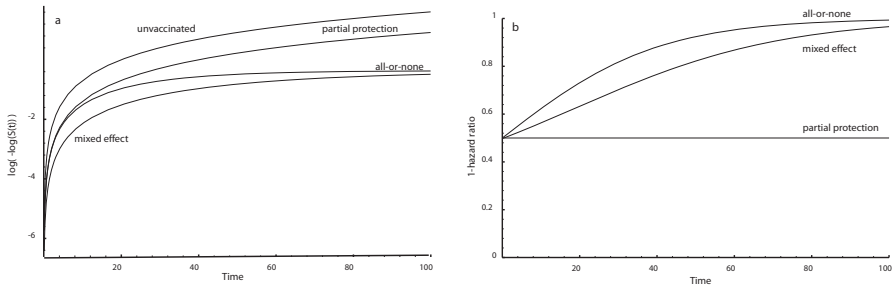 a
unvaccinated
partial protection
all-or-none
mixed effect
log( -log(S(t)))
-2
-4
-6
20
40
60
80
100
Time
b
all-or-none
mixed effect
partial protection
1-hazard ratio
1
0.8
0.6
0.4
0.2
0
0
20
40
60
80
100
Time